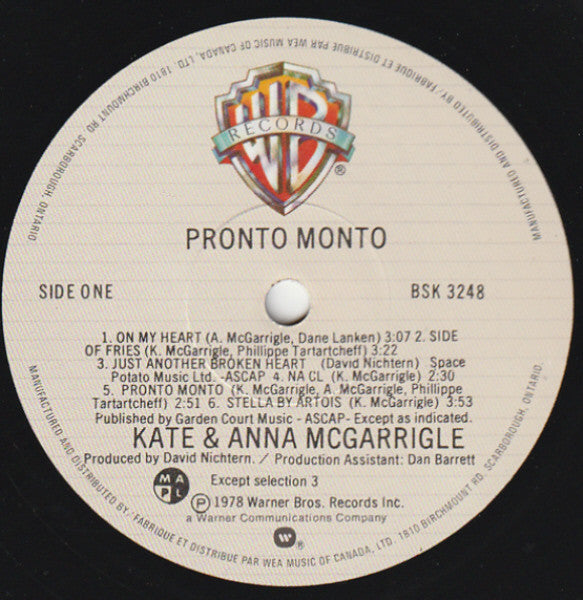 MANUFACTURED AND DISTRIBUTED BY:·FABRIQUE ET DISTRIBUE PAR WEA MUSIC OF CANADA, LTD. 1810 BIRCHMOUNT RD. SCARBOROUGH, ONTARIO
WB
RECORDS
®
PRONTO MONTO
SIDE ONE
BSK 3248
1. ON MY HEART (A. McGarrigle, Dane Lanken) 3:07 2. SIDE
OF FRIES (K. McGarrigle, Phillippe Tartartcheff) 3:22
3. JUST ANOTHER BROKEN HEART (David Nichtern) Space
Potato Music Ltd. -ASCAP- 4. NA CL (K. McGarrigle) 2:30
5. PRONTO MONTO (K. McGarrigle, A. McGarrigle, Phillippe
Tartartcheff) 2:51 6. STELLA BY ARTOIS (K. McGarrigle) 3:53
Published by Garden Court Music - ASCAP- Except as indicated.
KATE & ANNA MCGARRIGLE
Produced by David Nichtern. / Production Assistant: Dan Barrett
M A P L
Except selection 3
Ⓟ 1978 Warner Bros. Records Inc.
a Warner Communications Company
®
MANUFACTURED AND DISTRIBUTED BY:·FABRIQUE ET DISTRIBUE PAR WEA MUSIC OF CANADA, LTD. 1810 BIRCHMOUNT RD, SCARBOROUGH, ONTARIO